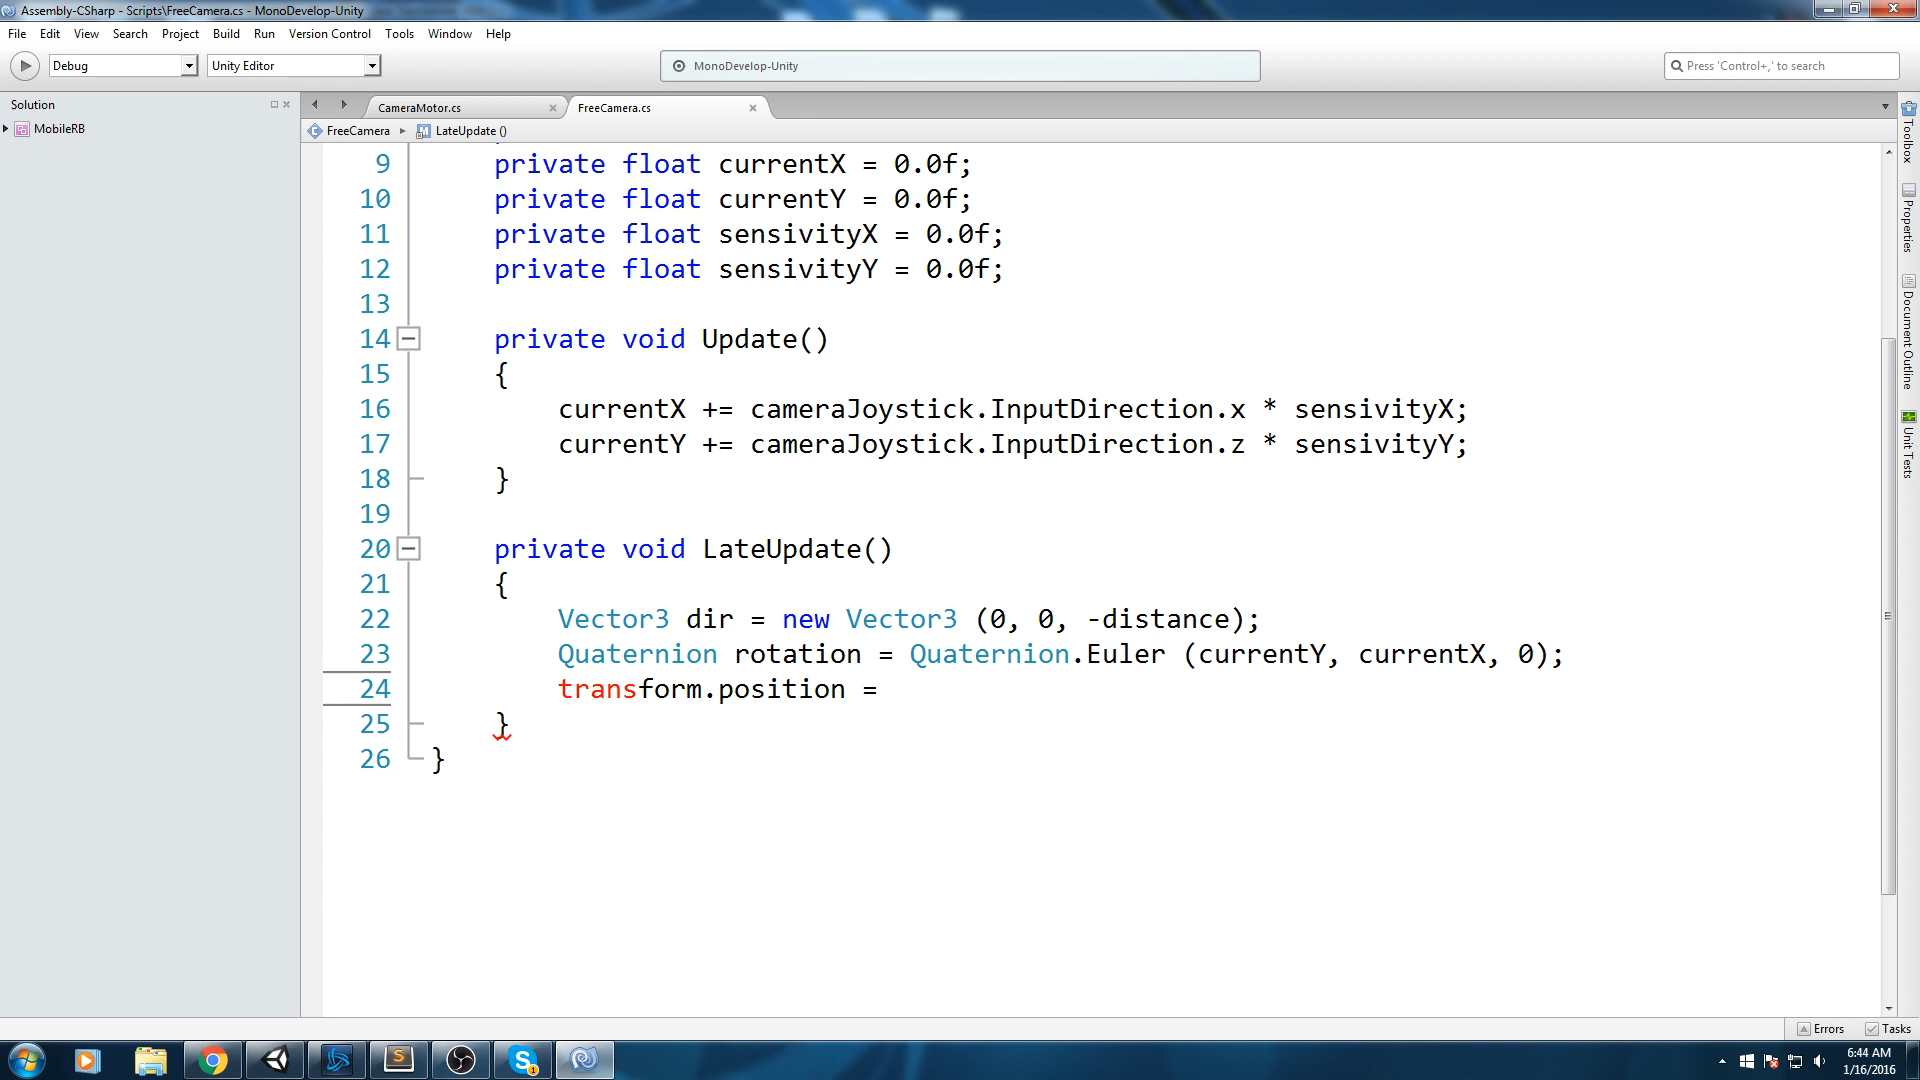 Assembly-CSharp - Scripts\FreeCamera.cs - MonoDevelop-Unity
File Edit View Search Project Build Run Version Control Tools Window Help
Debug Unity Editor MonoDevelop-Unity Press 'Control+,' to search
Solution
MobileRB
CameraMotor.cs FreeCamera.cs
FreeCamera LateUpdate ()
9 private float currentX = 0.0f;
10 private float currentY = 0.0f;
11 private float sensivityX = 0.0f;
12 private float sensivityY = 0.0f;
13
14 private void Update()
15 {
16 currentX += cameraJoystick.InputDirection.x * sensivityX;
17 currentY += cameraJoystick.InputDirection.z * sensivityY;
18 }
19
20 private void LateUpdate()
21 {
22 Vector3 dir = new Vector3 (0, 0, -distance);
23 Quaternion rotation = Quaternion.Euler (currentY, currentX, 0);
24 transform.position =
25 }
26 }
Toolbox
Properties
Document Outline
Unit Tests
Errors Tasks
6:44 AM
1/16/2016